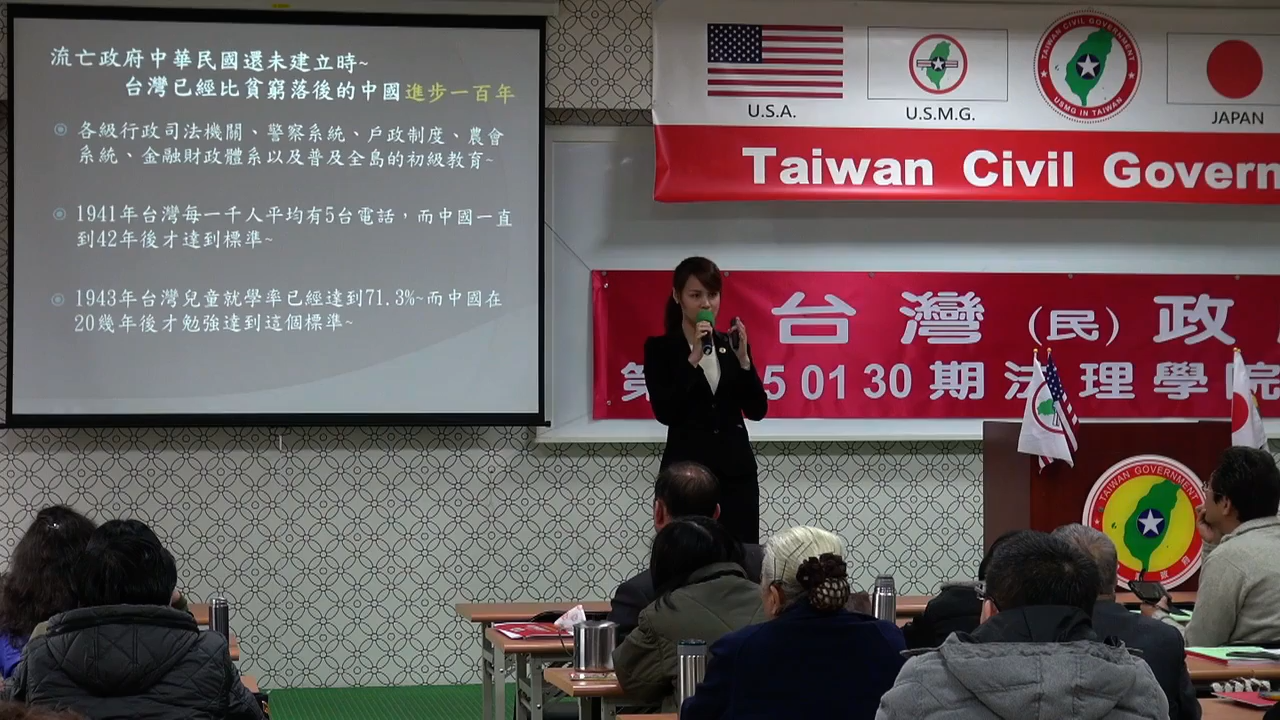 流亡政府中華民國還未建立時~
台灣已經比貧窮落後的中國進步一百年
各級行政司法機關、警察系統、戶政制度、農會
系統、金融財政體系以及普及全島的初級教育~
1941年台灣每一千人平均有5台電話，而中國一直
到42年後才達到標準~
1943年台灣兒童就學率已經達到71.3%~而中國在
20幾年後才勉強達到這個標準~
U.S.A.
U.S.M.G.
TAIWAN CIVIL GOVERNMENT
USMG IN TAIWAN
JAPAN
Taiwan Civil Govern
台灣(民)政
第 5 01 30 期法理學院
TAIWAN GOVERNMENT